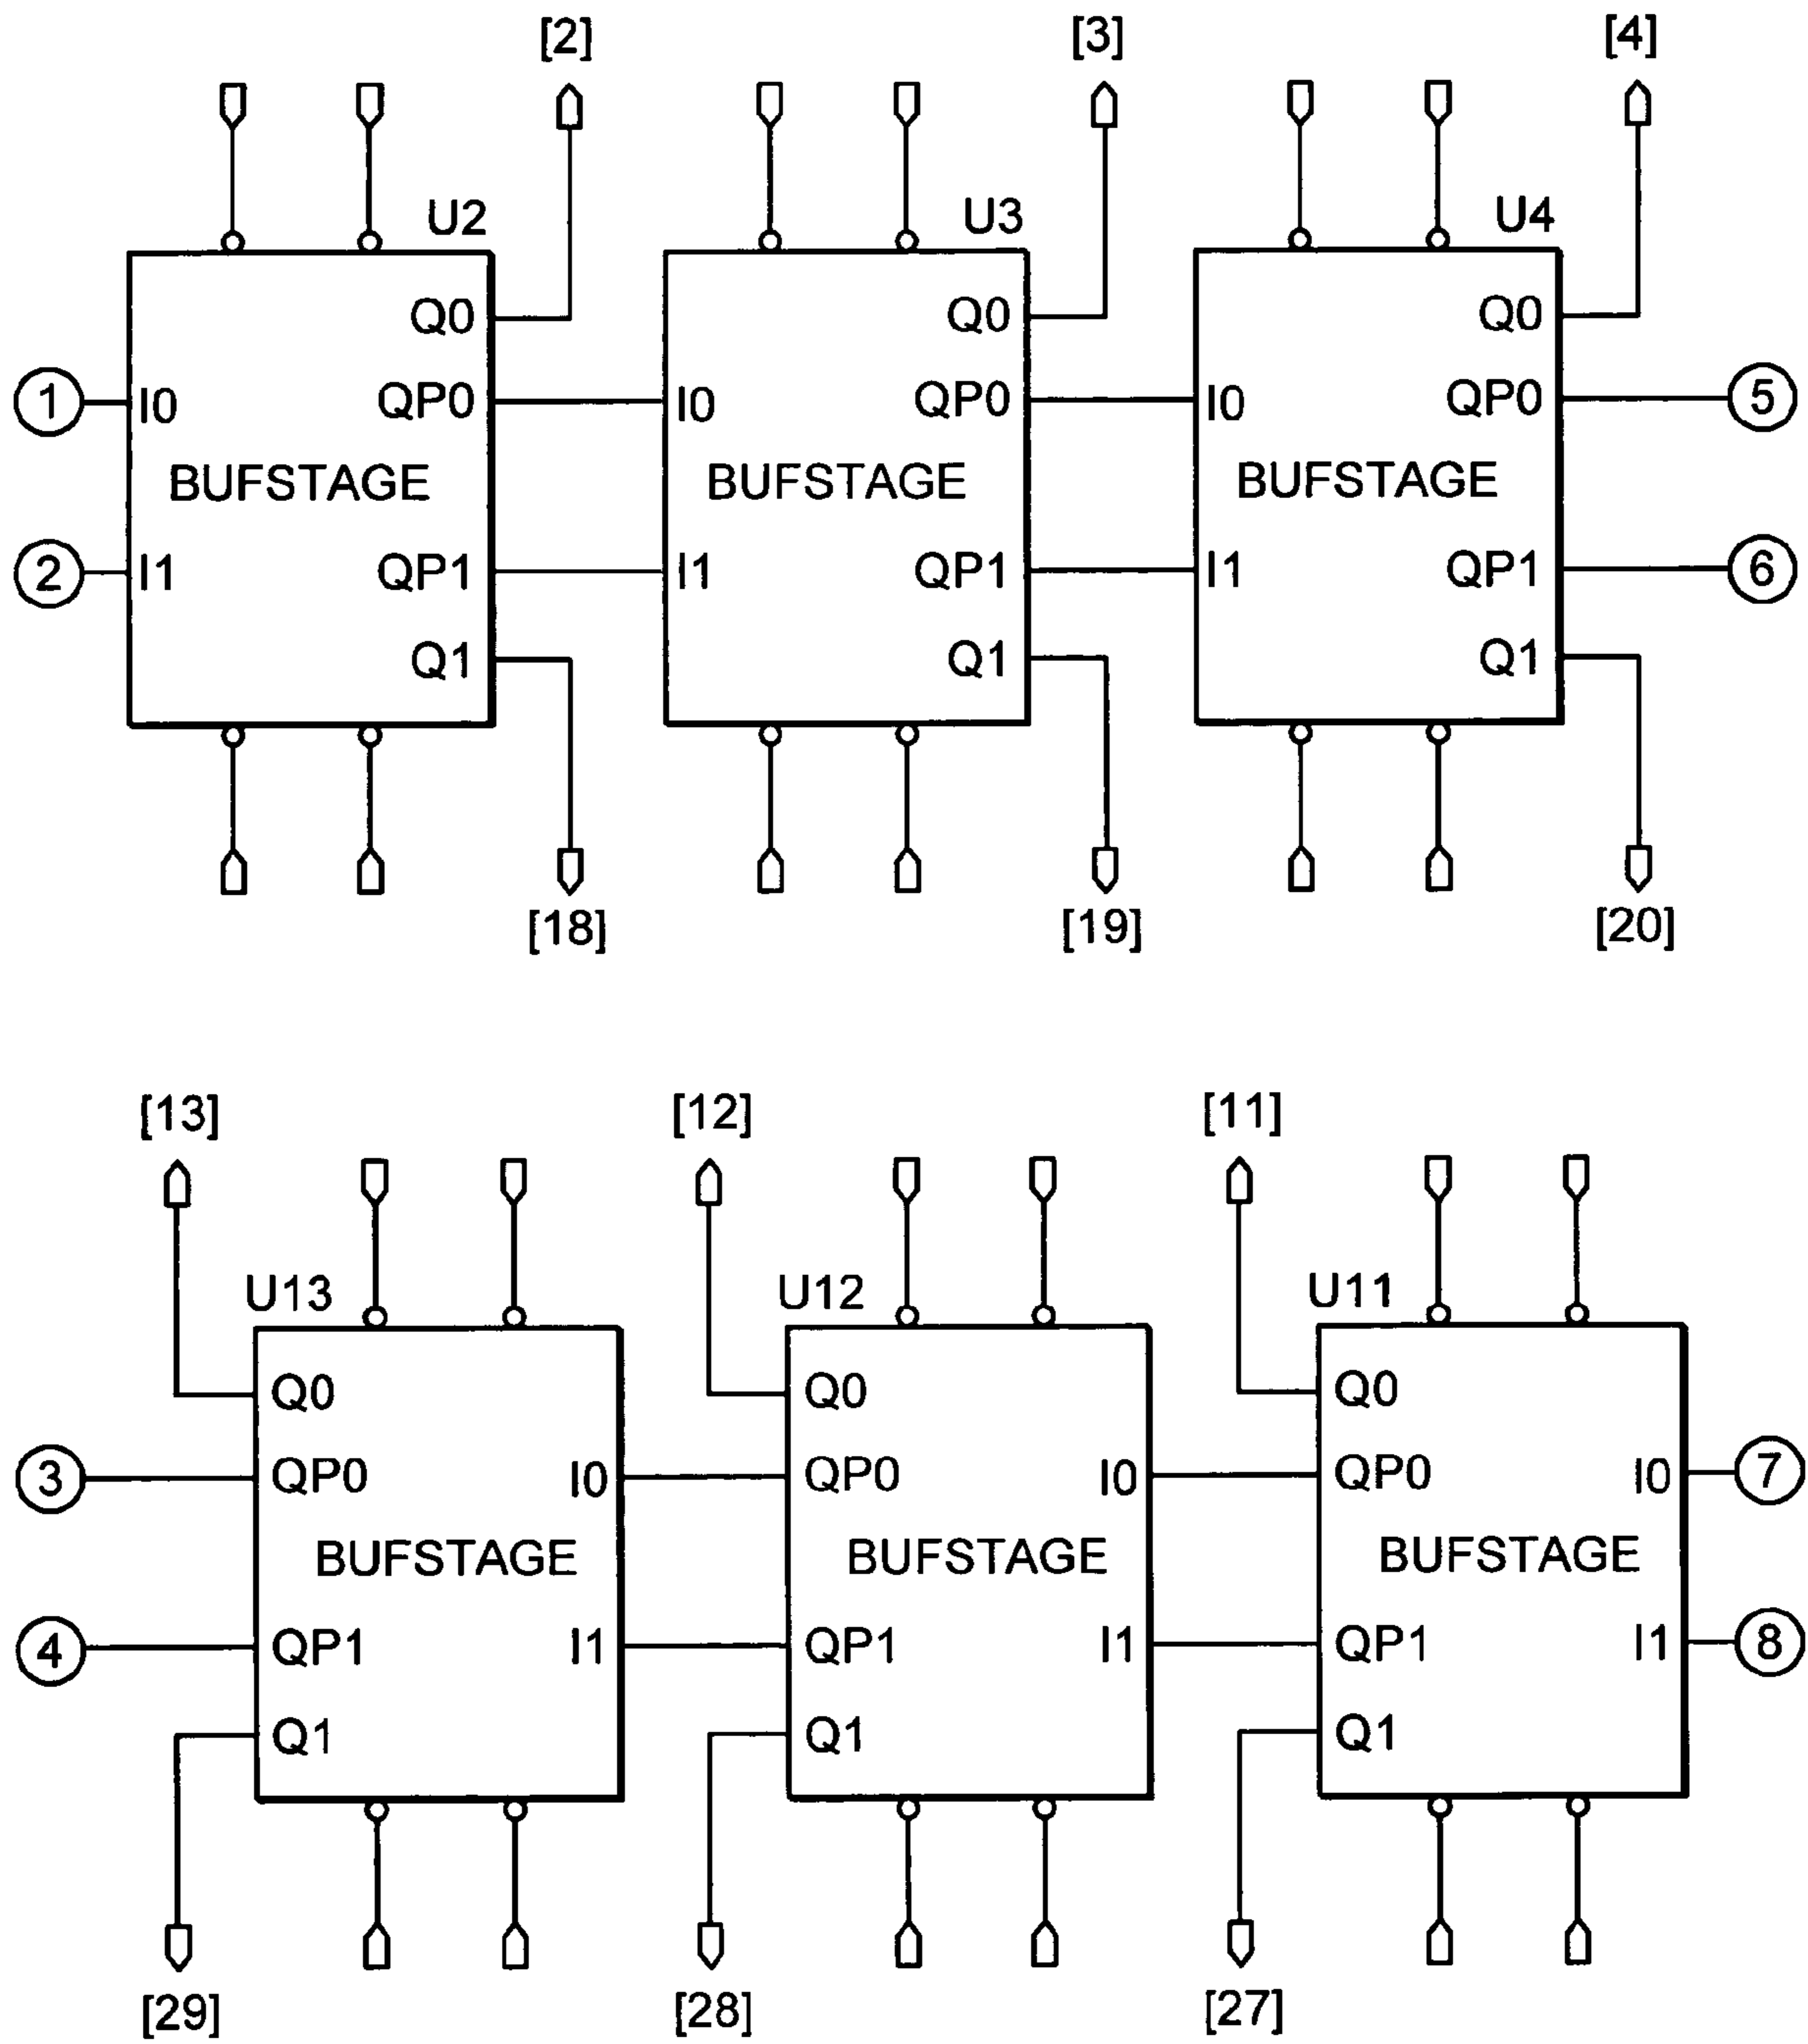 [2] [3] [4]
U2 U3 U4
Q0 Q0 Q0
1 I0 QP0 I0 QP0 I0 QP0 5
BUFSTAGE BUFSTAGE BUFSTAGE
2 I1 QP1 I1 QP1 I1 QP1 6
Q1 Q1 Q1
[18] [19] [20]
[13] [12] [11]
U13 U12 U11
Q0 Q0 Q0
3 QP0 I0 QP0 I0 QP0 I0 7
BUFSTAGE BUFSTAGE BUFSTAGE
4 QP1 I1 QP1 I1 QP1 I1 8
Q1 Q1 Q1
[29] [28] [27]